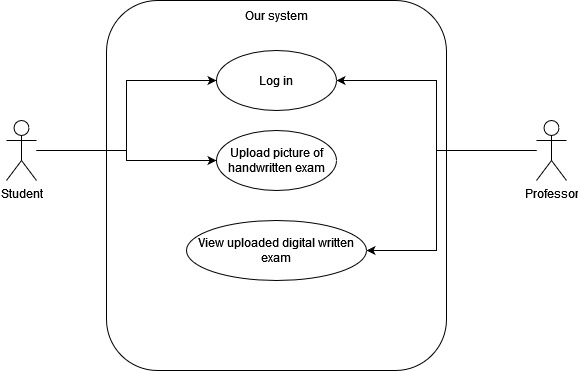 Our system
Log in
Upload picture of
handwritten exam
Student
Professor
View uploaded digital written
exam